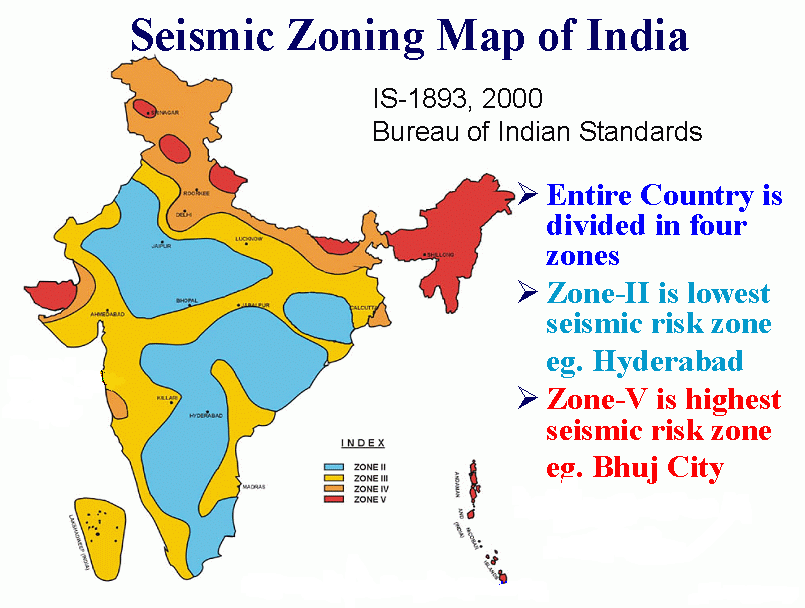 Seismic Zoning Map of India
IS-1893, 2000
Bureau of Indian Standards
➢ Entire Country is
divided in four
zones
➢ Zone-II is lowest
seismic risk zone
eg. Hyderabad
➢ Zone-V is highest
seismic risk zone
eg. Bhuj City
SRINAGAR
ROORKEE
DELHI
JAIPUR
LUCKNOW
SHILLONG
AHMEDABAD
BHOPAL
JABALPUR
CALCUTTA
KILLARI
HYDERABAD
MADRAS
INDEX
ZONE II
ZONE III
ZONE IV
ZONE V
LAKSHADWEEP (INDIA)
ANDAMAN
AND
NICOBAR
(INDIA)
ISLANDS